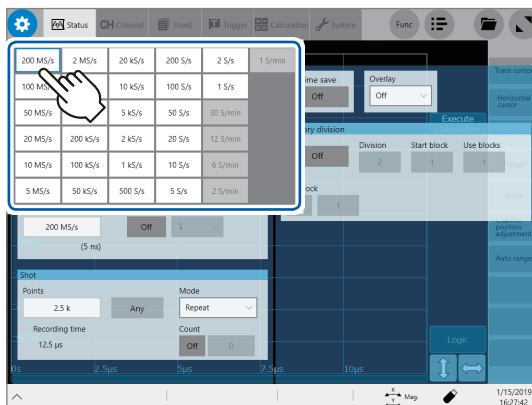 Status CH Channel Sheet Trigger Calculation System Func
200 MS/s 2 MS/s 20 kS/s 200 S/s 2 S/s 1 S/min
100 MS/s 10 kS/s 100 S/s 1 S/s
50 MS/s 5 kS/s 50 S/s 30 S/min
20 MS/s 200 kS/s 2 kS/s 20 S/s 12 S/min
10 MS/s 100 kS/s 1 kS/s 10 S/s 6 S/min
5 MS/s 50 kS/s 500 S/s 5 S/s 2 S/min
ime save Overlay
Off Off
Trace cursor
Horizontal
cursor
Execute
ry division
Division Start block Use blocks
Off 2 1 1
ock
1
position
adjustment
Auto range
200 MS/s Off 1
(5 ns)
Shot
Points Mode
2.5 k Any Repeat
Recording time Count
12.5 µs Off 0
Logic
0s 2.5µs 5µs 7.5µs 10µs
X
Y
Mag.
1/15/2019
16:27:42